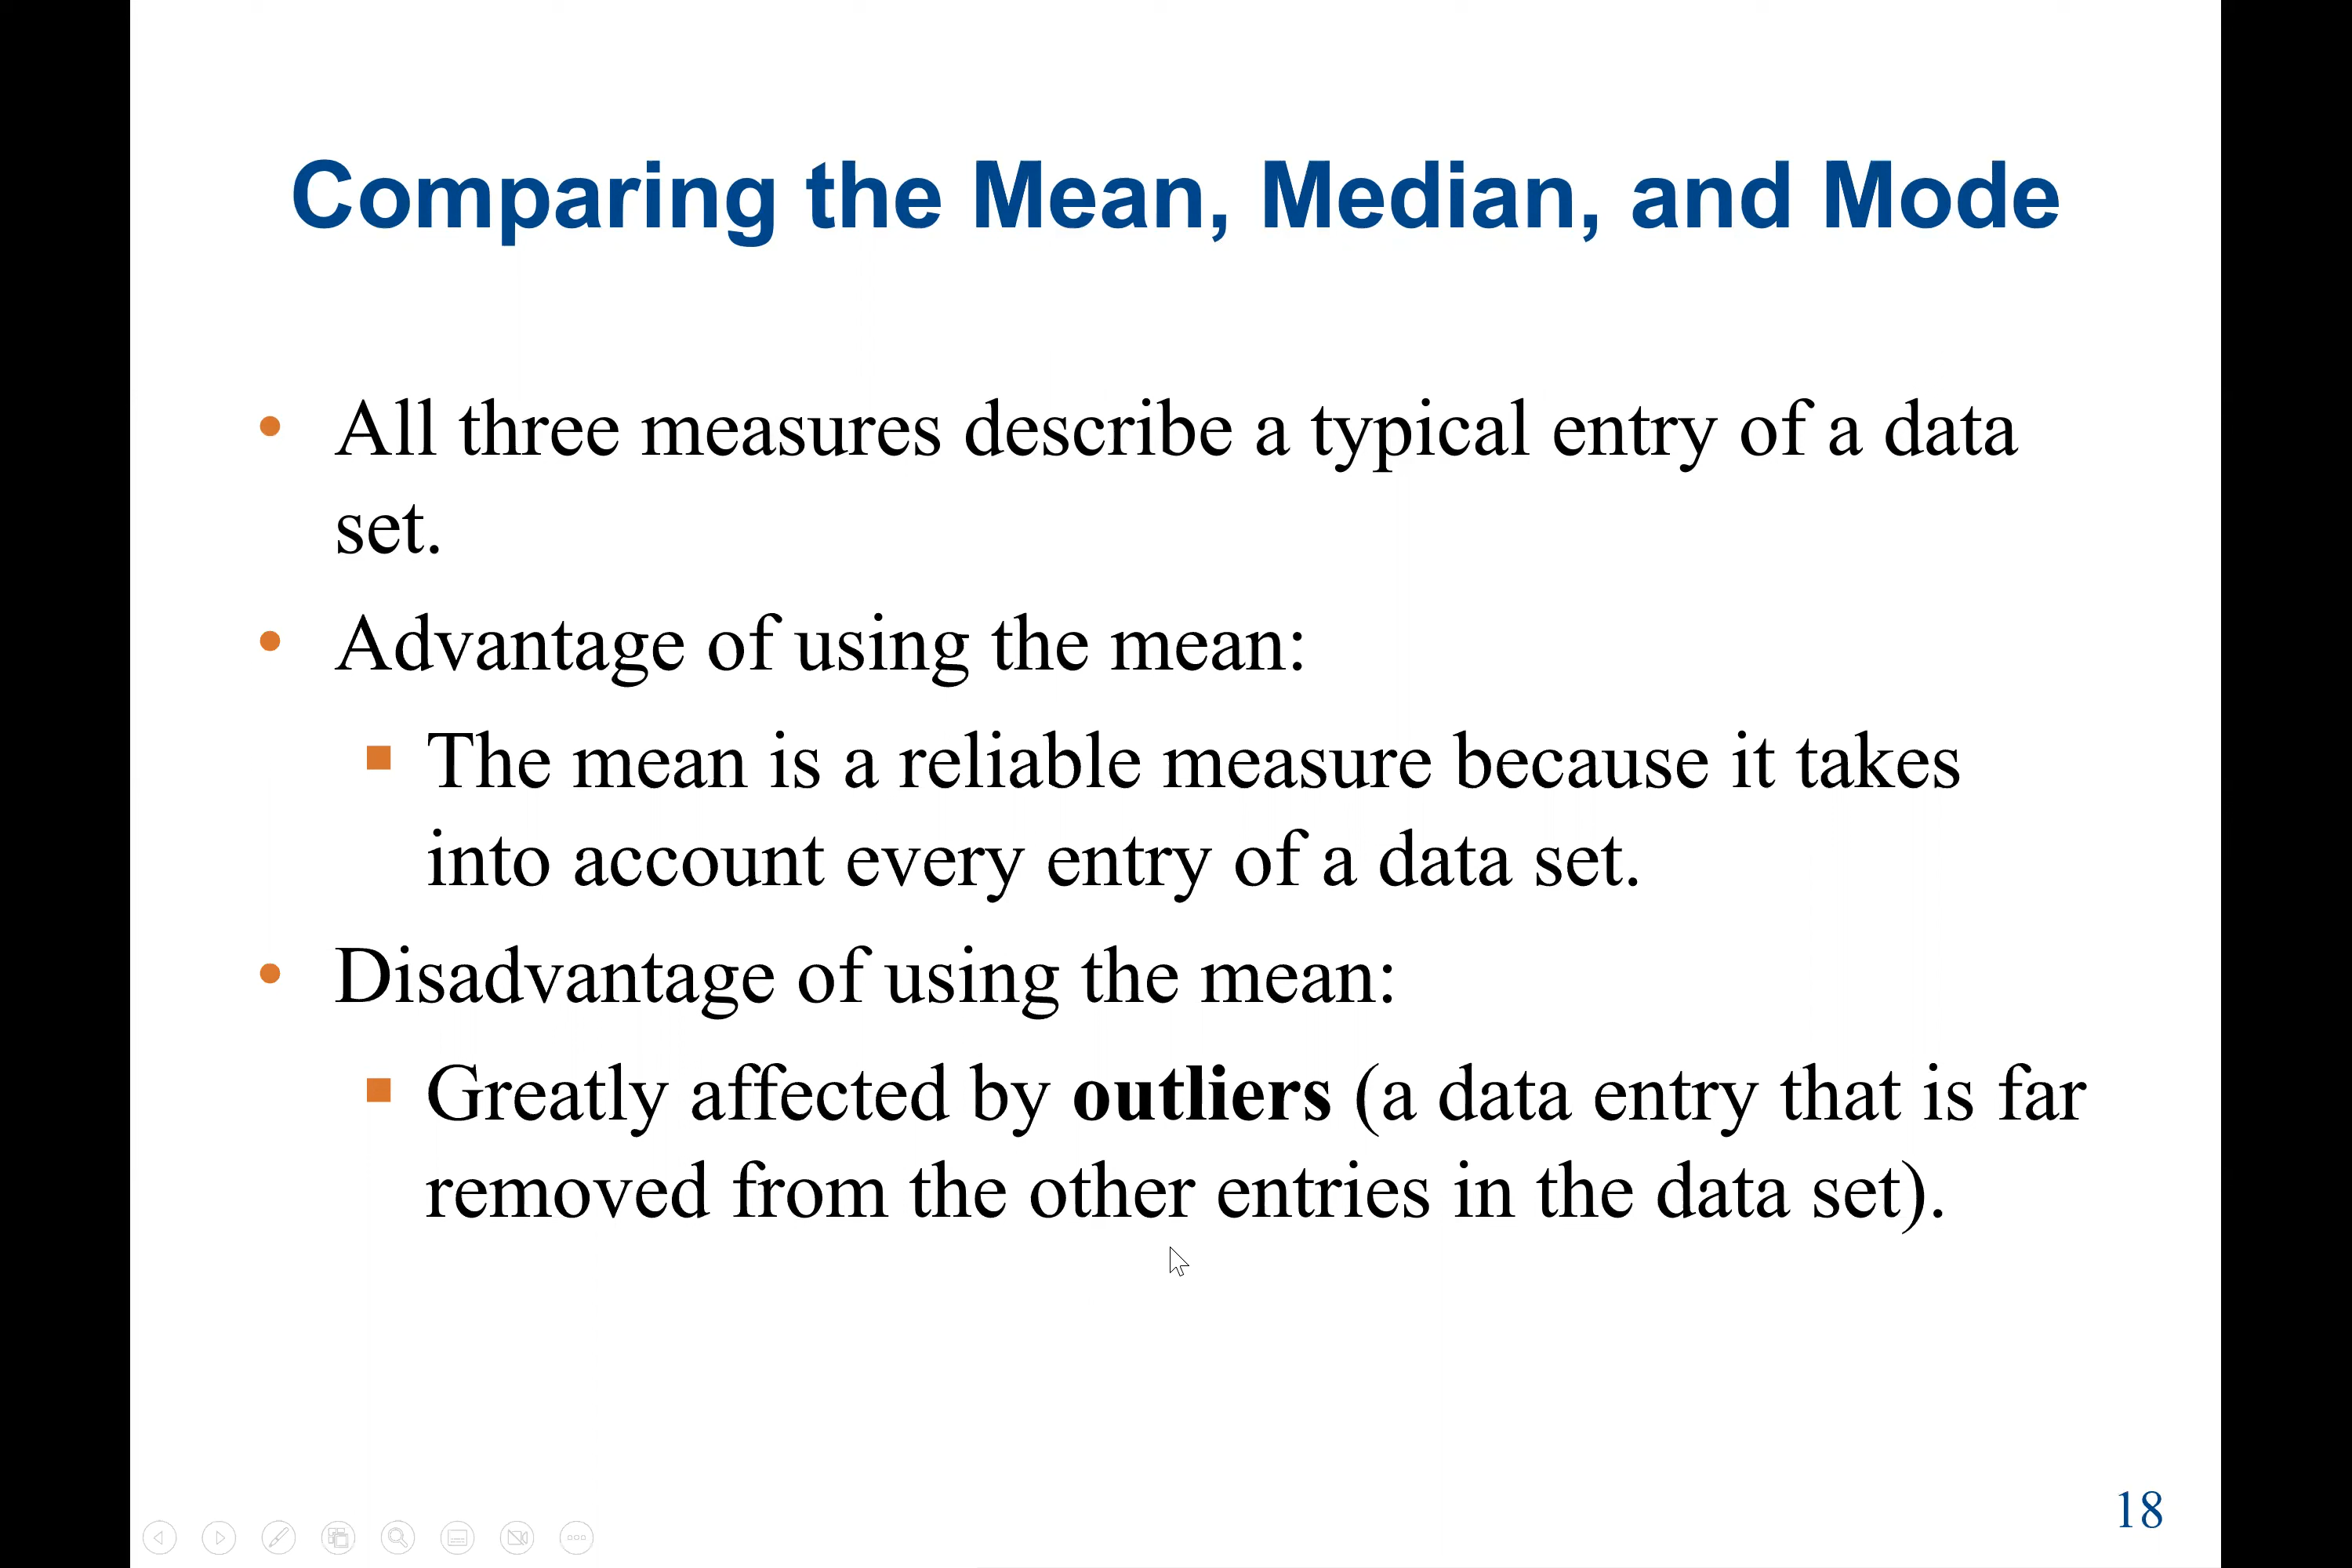 Comparing the Mean, Median, and Mode
• All three measures describe a typical entry of a data
set.
• Advantage of using the mean:
▪ The mean is a reliable measure because it takes
into account every entry of a data set.
• Disadvantage of using the mean:
▪ Greatly affected by outliers (a data entry that is far
removed from the other entries in the data set).
18